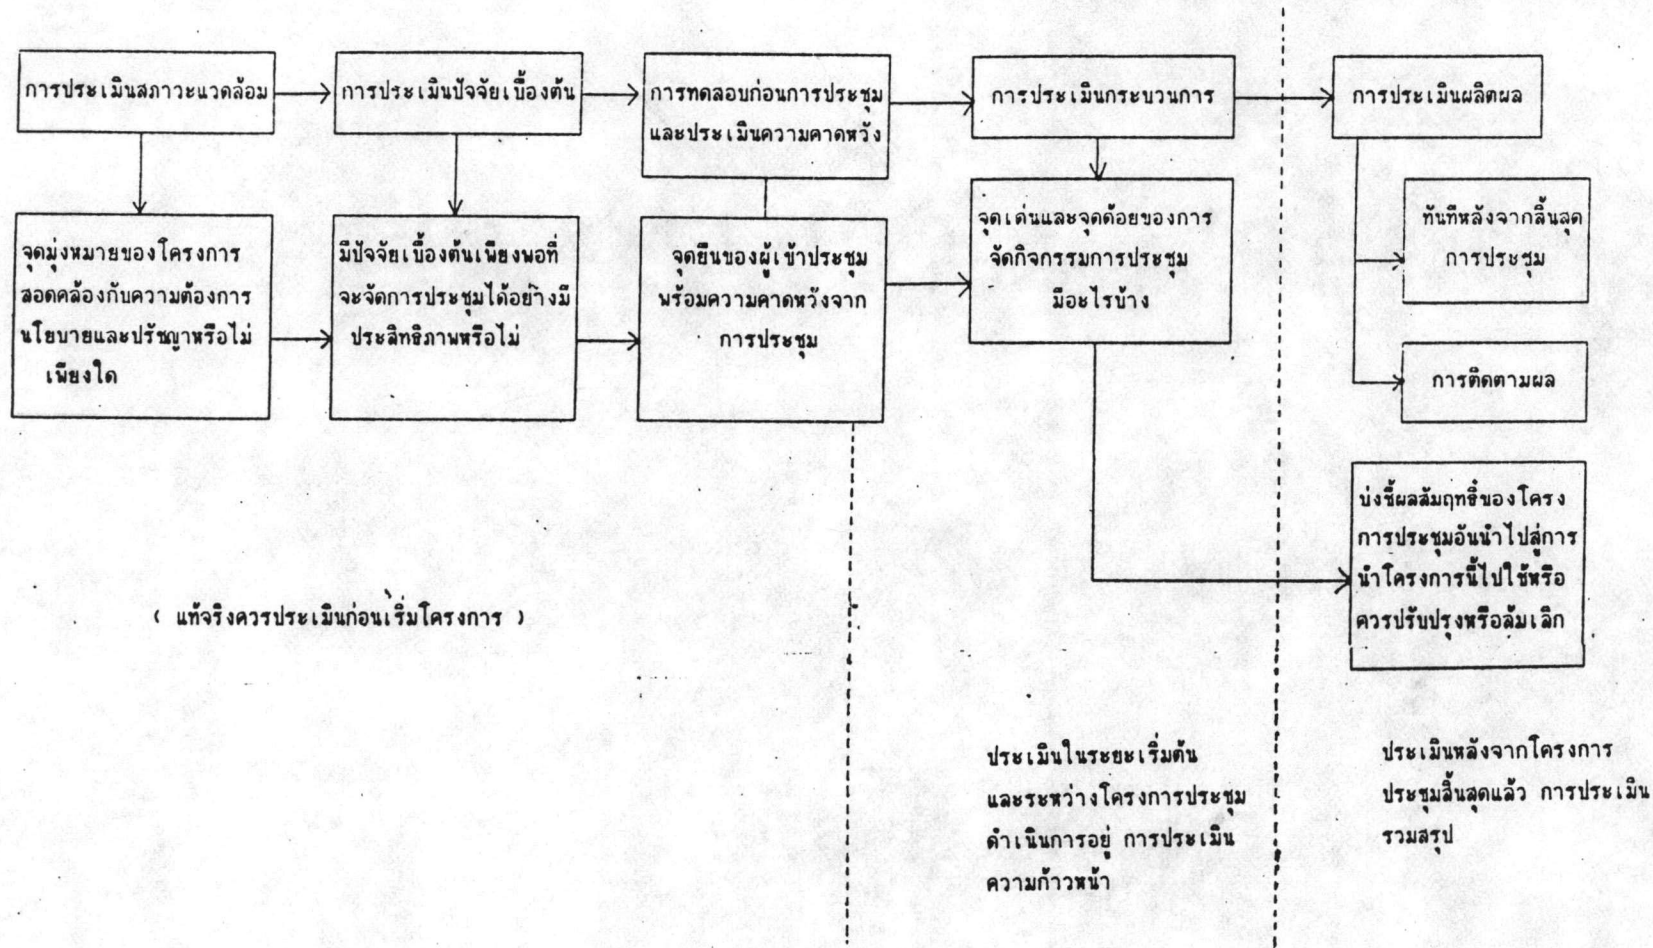 การประเมินสภาวะแวดล้อม
การประเมินปัจจัยเบื้องต้น
การทดสอบก่อนการประชุม
และประเมินความคาดหวัง
การประเมินกระบวนการ
การประเมินผลิตผล
จุดมุ่งหมายของโครงการ
สอดคล้องกับความต้องการ
นโยบายและปรัชญาหรือไม่
เพียงใด
มีปัจจัยเบื้องต้นเพียงพอที่
จะจัดการประชุมได้อย่างมี
ประสิทธิภาพหรือไม่
จุดยืนของผู้เข้าประชุม
พร้อมความคาดหวังจาก
การประชุม
จุดเด่นและจุดด้อยของการ
จัดกิจกรรมการประชุม
มีอะไรบ้าง
ทันทีหลังจากสิ้นสุด
การประชุม
การติดตามผล
บ่งชี้ผลสัมฤทธิ์ของโครง
การประชุมอันนำไปสู่การ
นำโครงการนี้ไปใช้หรือ
ควรปรับปรุงหรือล้มเลิก
( แท้จริงควรประเมินก่อนเริ่มโครงการ )
ประเมินในระยะเริ่มต้น
และระหว่างโครงการประชุม
ดำเนินการอยู่ การประเมิน
ความก้าวหน้า
ประเมินหลังจากโครงการ
ประชุมสิ้นสุดแล้ว การประเมิน
รวมสรุป